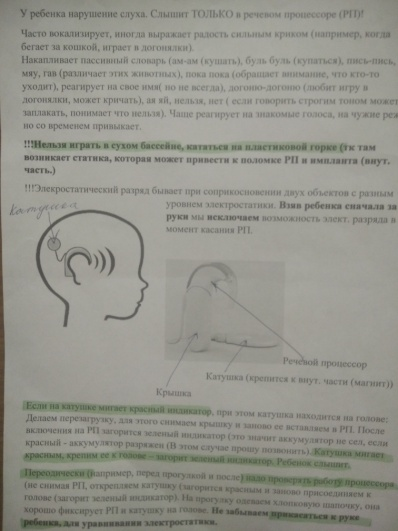 У ребенка нарушение слуха. Слышит ТОЛЬКО в речевом процессоре (РП)!
Часто вокализирует, иногда выражает радость сильным криком (например, когда
бегает за кошкой, играет в догонялки).
Накапливает пассивный словарь (ам-ам (кушать), буль буль (купаться), пись-пись,
мяу, гав (различает этих животных), пока пока (обращает внимание, что кто-то
уходит), реагирует на свое имя( но не всегда), догоню-догоню (любит игру в
догонялки, может кричать), ая яй, нельзя, нет ( если говорить строгим тоном может
заплакать, понимает что нельзя). Чаще реагирует на знакомые голоса, на чужие реже
но со временем привыкает.
!!!Нельзя играть в сухом бассейне, кататься на пластиковой горке (тк там
возникает статика, которая может привести к поломке РП и импланта (внут.
часть.)
!!!Электростатический разряд бывает при соприкосновении двух объектов с разным
уровнем электростатики. Взяв ребенка сначала за
руки мы исключаем возможность элект. разряда в
момент касания РП.
Катушка
Речевой процессор
Катушка (крепится к внут. части (магнит))
Крышка
Если на катушке мигает красный индикатор, при этом катушка находится на голове:
Делаем перезагрузку, для этого снимаем крышку и заново ее вставляем в РП. После
включения на РП загорится зеленый индикатор (это значит аккумулятор не сел, если
красный - аккумулятор разряжен (В этом случае прошу позвонить). Катушка мигает
красным, крепим ее к голове – загорит зеленый индикатор. Ребенок слышит.
Переодически (например, перед прогулкой и после) надо проверять работу процессора
(не снимая РП, открепляем катушку (загорится красным и заново присоединяем к
голове (загорит зеленый индикатор). На прогулку одеваем хлопковую шапочку, она
хорошо фиксирует РП и катушку на голове. Не забываем прикасаться к руке
ребенка, для уравнивания электростатики.